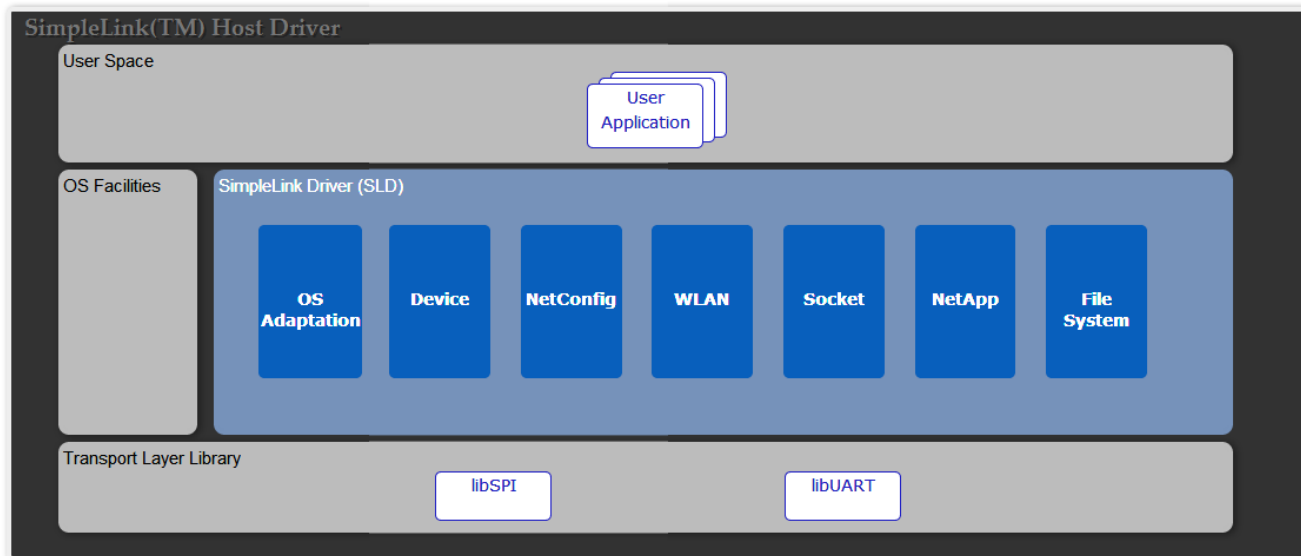 SimpleLink(TM) Host Driver
User Space
User
Application
OS Facilities
SimpleLink Driver (SLD)
OS
Adaptation
Device
NetConfig
WLAN
Socket
NetApp
File
System
Transport Layer Library
libSPI
libUART